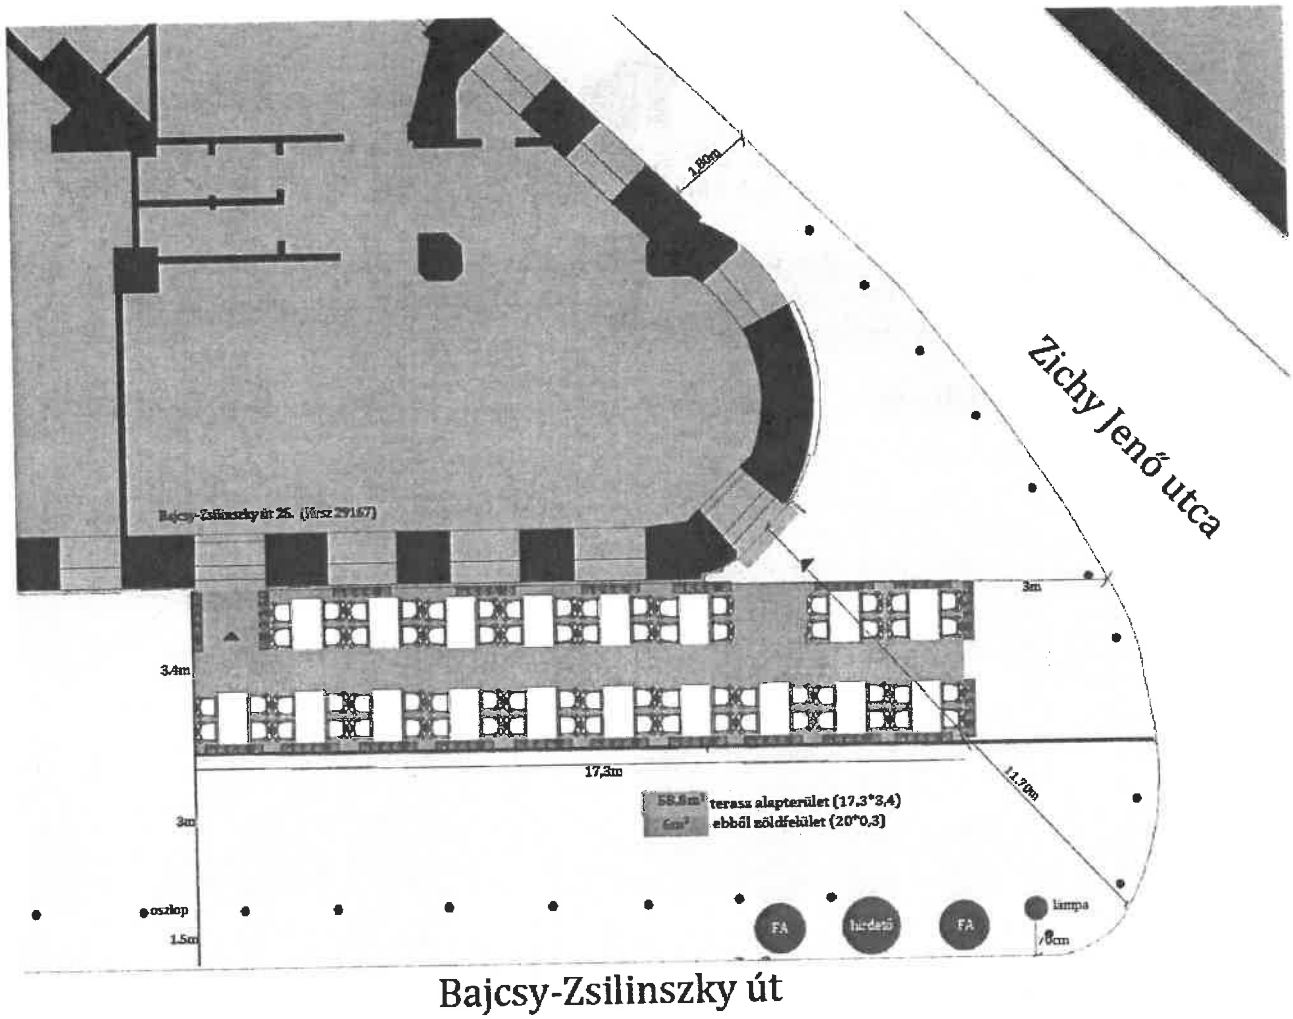 1,80m
Zichy Jenő utca
Bajcsy-Zsilinszky út 25. (Hrsz 29167)
3m
3.4m
17,3m
11.70m
58.8m² terasz alapterület (17,3*3,4)
6m² ebből zöldfelület (20*0,3)
3m
oszlop
FA
hirdető
FA
lámpa
70cm
1.5m
Bajcsy-Zsilinszky út